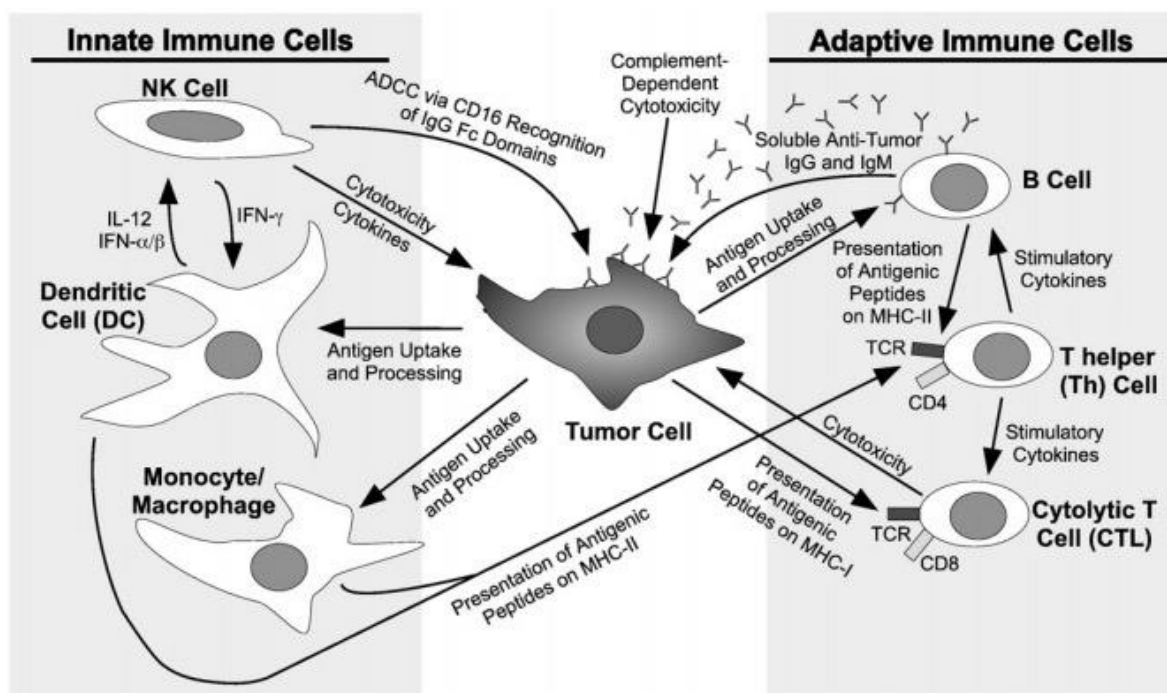 Innate Immune Cells
NK Cell
IL-12
IFN-α/β
IFN-γ
Dendritic
Cell (DC)
Monocyte/
Macrophage
ADCC via CD16 Recognition
of IgG Fc Domains
Cytotoxicity
Cytokines
Complement-
Dependent
Cytotoxicity
Antigen Uptake
and Processing
Antigen Uptake
and Processing
Tumor Cell
Antigen Uptake
and Processing
Presentation of Antigenic
Peptides on MHC-II
Cytotoxicity
Presentation
of Antigenic
Peptides on MHC-I
Adaptive Immune Cells
Soluble Anti-Tumor
IgG and IgM
B Cell
Presentation
of Antigenic
Peptides
on MHC-II
Stimulatory
Cytokines
TCR
CD4
T helper
(Th) Cell
Stimulatory
Cytokines
TCR
CD8
Cytolytic T
Cell (CTL)